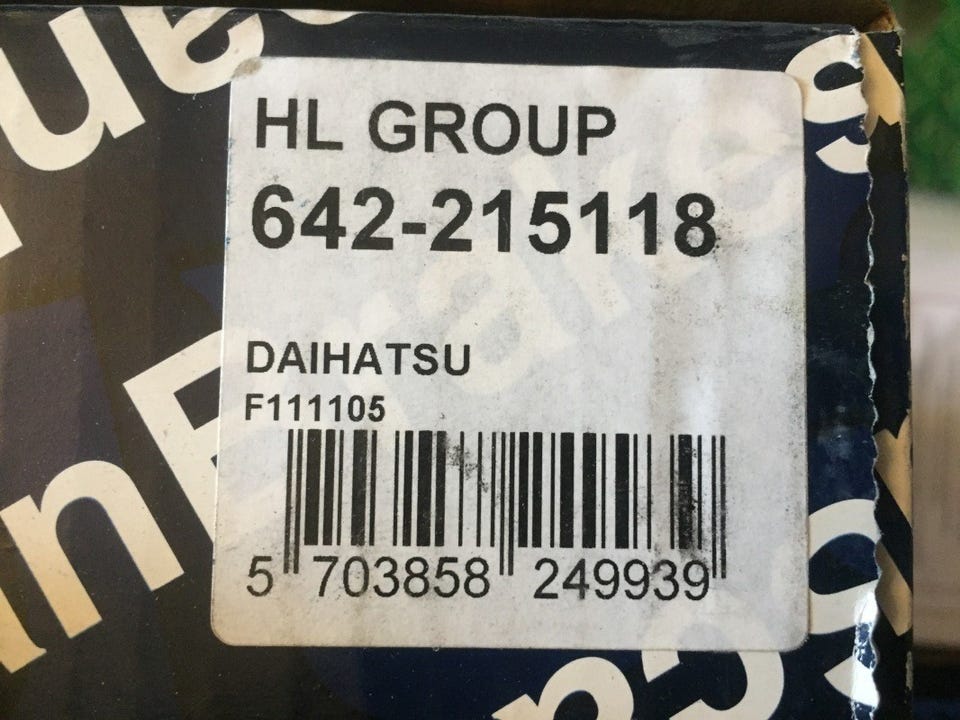 HL GROUP
642-215118
DAIHATSU
F111105
5 703858 249939